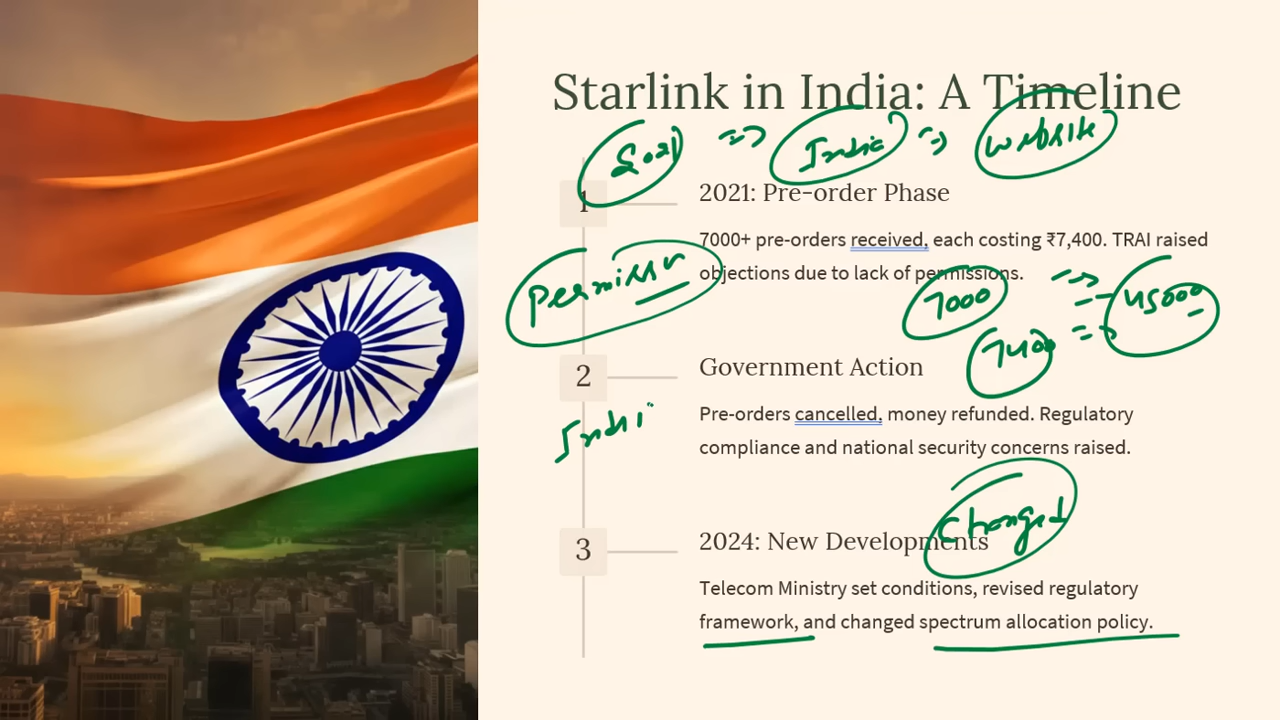 Starlink in India: A Timeline
2021 => India => website
1
2021: Pre-order Phase
7000+ pre-orders received, each costing ₹7,400. TRAI raised
objections due to lack of permissions.
Permission
7000 => 45000
7400 =>
2
Government Action
Pre-orders cancelled, money refunded. Regulatory
compliance and national security concerns raised.
Indi
Changed
3
2024: New Developments
Telecom Ministry set conditions, revised regulatory
framework, and changed spectrum allocation policy.